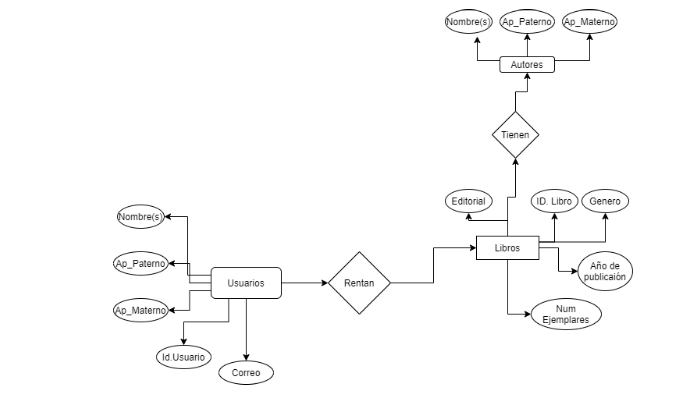 Nombre(s)
Ap_Paterno
Ap_Materno
Autores
Tienen
Editorial
ID. Libro
Genero
Nombre(s)
Libros
Ap_Paterno
Año de
publicaión
Usuarios
Rentan
Ap_Materno
Num
Ejemplares
Id.Usuario
Correo